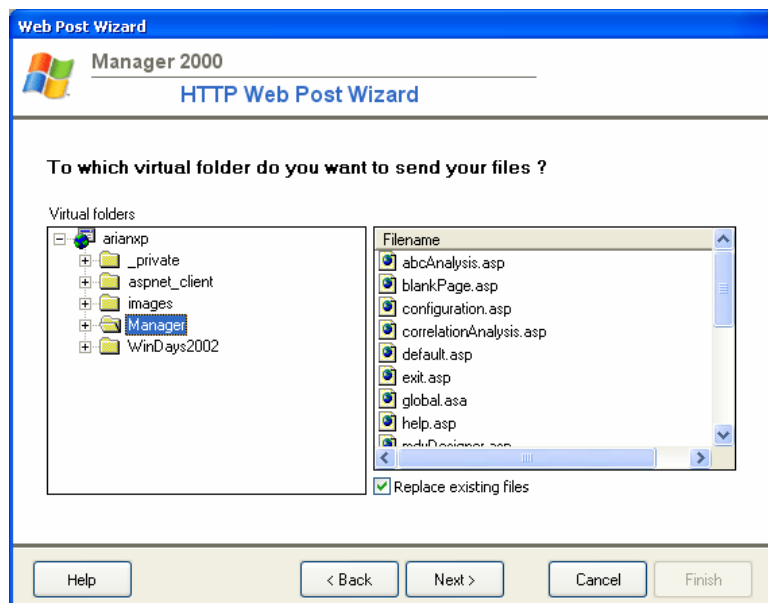 Web Post Wizard
Manager 2000
HTTP Web Post Wizard
To which virtual folder do you want to send your files ?
Virtual folders
arianxp
_private
aspnet_client
images
Manager
WinDays2002
Filename
abcAnalysis.asp
blankPage.asp
configuration.asp
correlationAnalysis.asp
default.asp
exit.asp
global.asa
help.asp
mdxDesigner.asp
Replace existing files
Help
< Back
Next >
Cancel
Finish